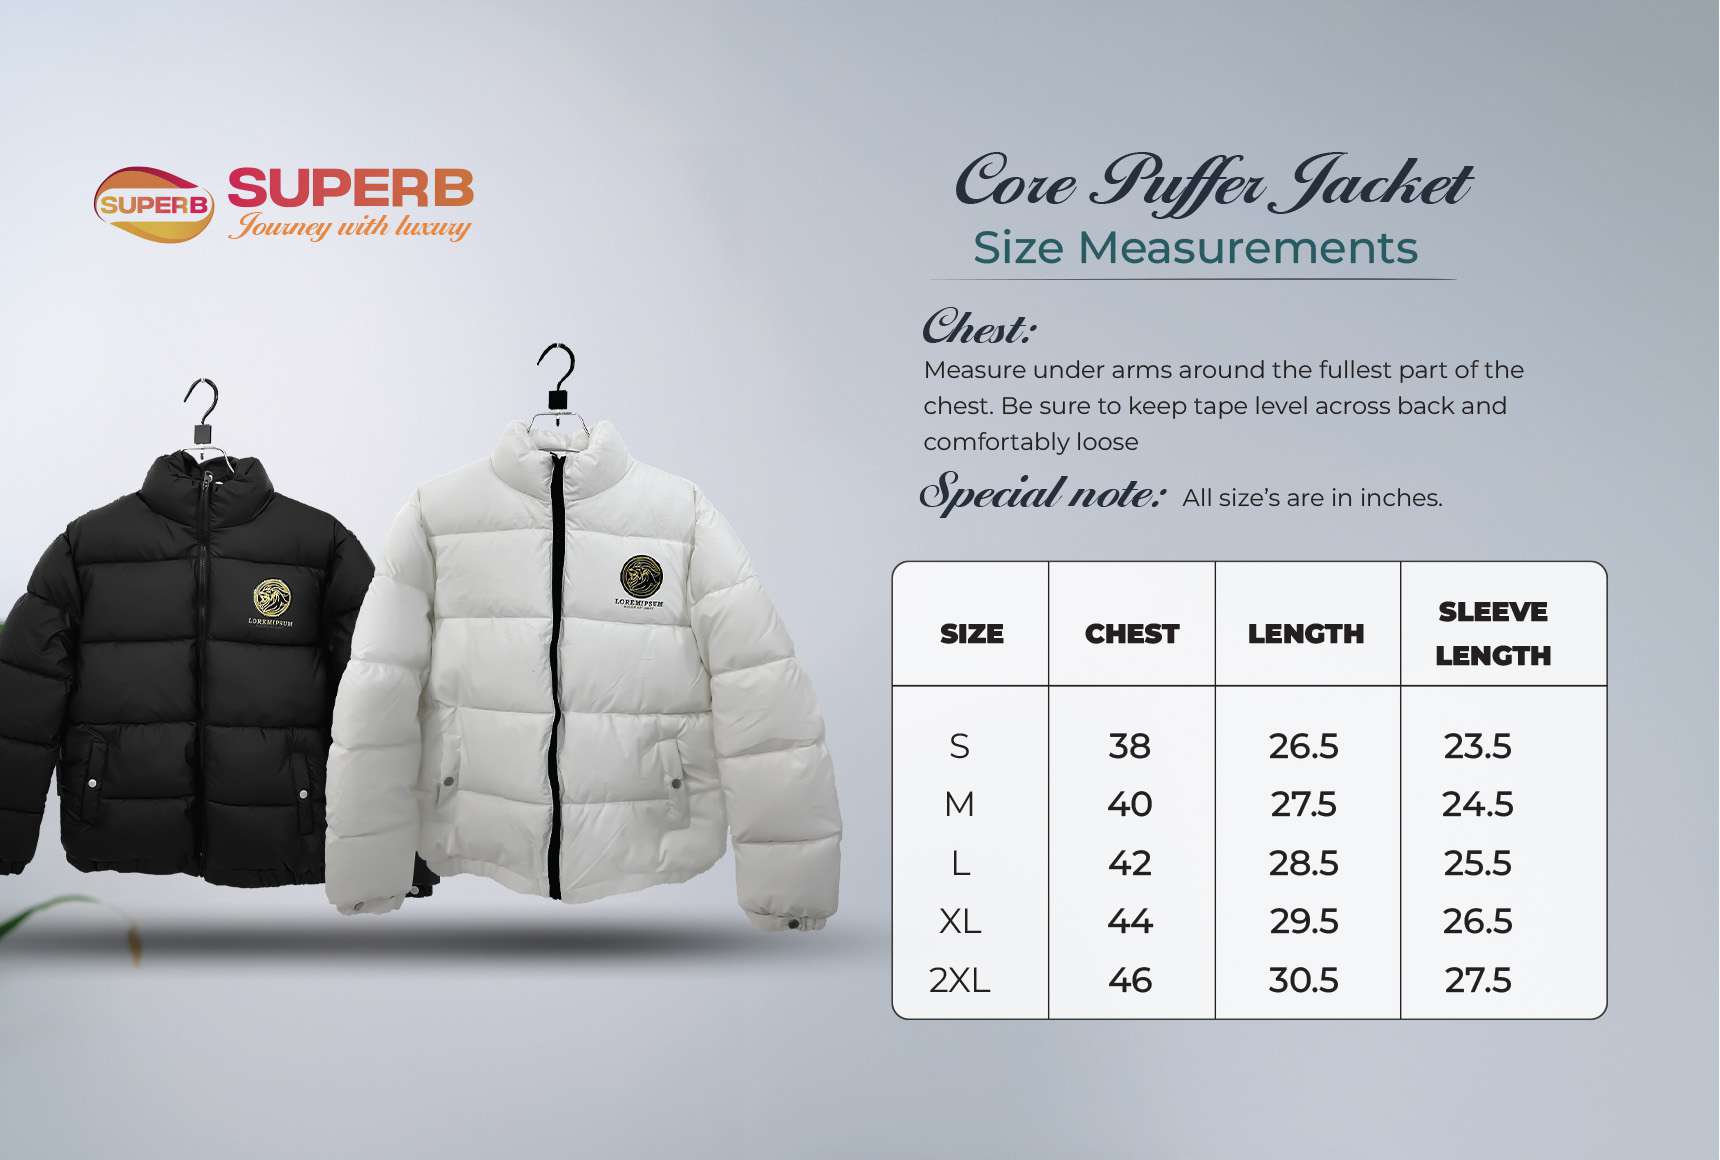 SUPERB
SUPERB
Journey with luxury
Core Puffer Jacket
Size Measurements
Chest:
Measure under arms around the fullest part of the
chest. Be sure to keep tape level across back and
comfortably loose
Special note: All size’s are in inches.
LOREMIPSUM
LOREMIPSUM
SIZE CHEST LENGTH SLEEVE LENGTH
S 38 26.5 23.5
M 40 27.5 24.5
L 42 28.5 25.5
XL 44 29.5 26.5
2XL 46 30.5 27.5